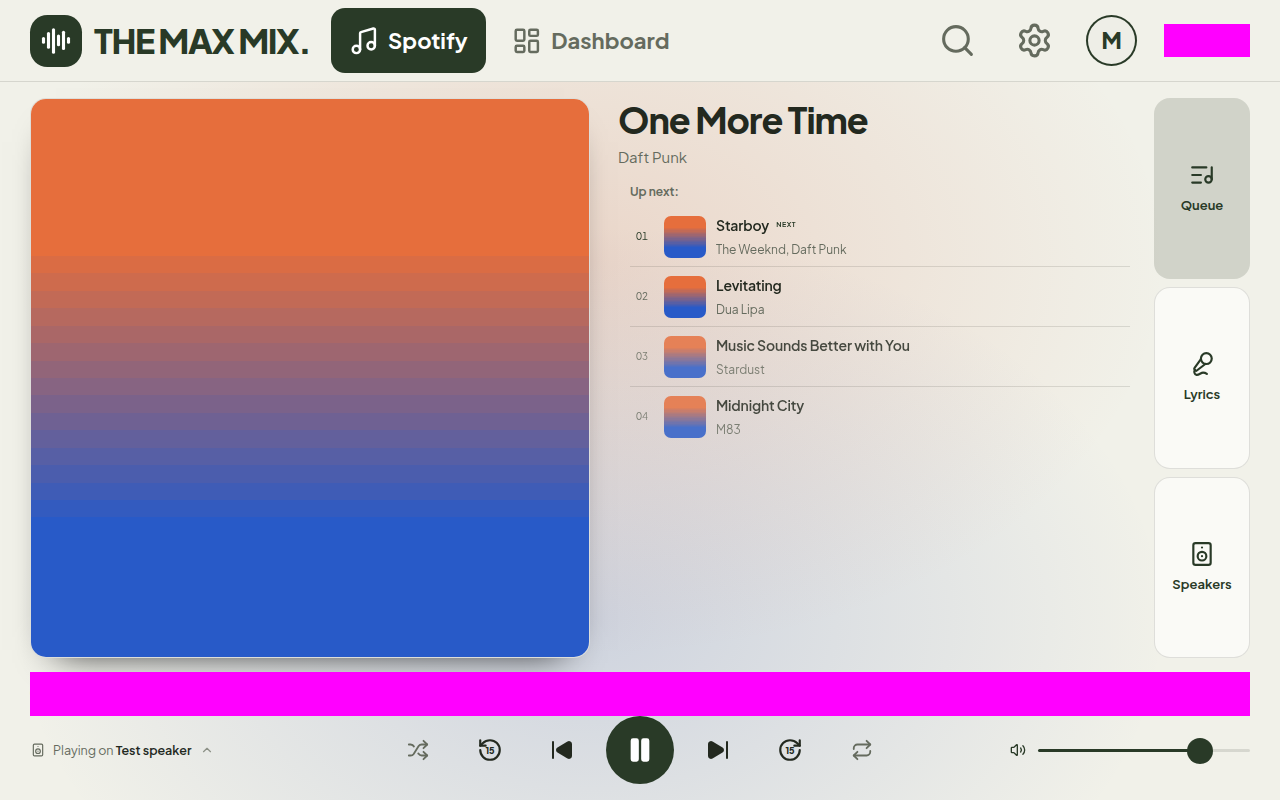 THE MAX MIX.
Spotify
Dashboard
M
One More Time
Daft Punk
Up next:
01
Starboy NEXT
The Weeknd, Daft Punk
02
Levitating
Dua Lipa
03
Music Sounds Better with You
Stardust
04
Midnight City
M83
Queue
Lyrics
Speakers
Playing on Test speaker
15
15